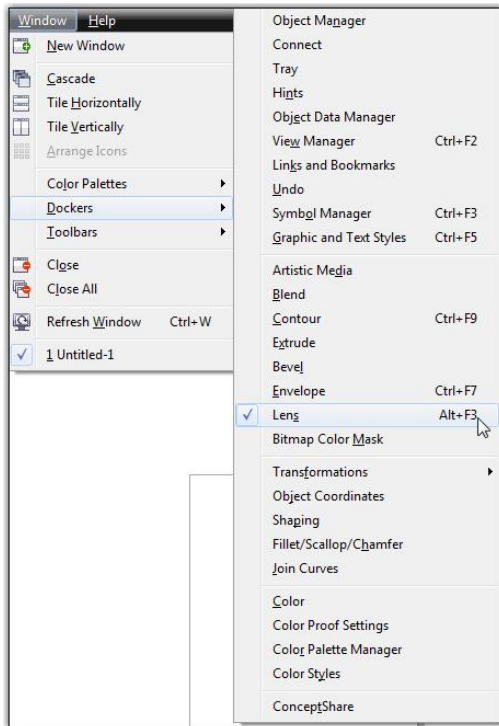 Window Help
New Window
Cascade
Tile Horizontally
Tile Vertically
Arrange Icons
Color Palettes
Dockers
Toolbars
Close
Close All
Refresh Window Ctrl+W
1 Untitled-1
Object Manager
Connect
Tray
Hints
Object Data Manager
View Manager Ctrl+F2
Links and Bookmarks
Undo
Symbol Manager Ctrl+F3
Graphic and Text Styles Ctrl+F5
Artistic Media
Blend
Contour Ctrl+F9
Extrude
Bevel
Envelope Ctrl+F7
Lens Alt+F3
Bitmap Color Mask
Transformations
Object Coordinates
Shaping
Fillet/Scallop/Chamfer
Join Curves
Color
Color Proof Settings
Color Palette Manager
Color Styles
ConceptShare